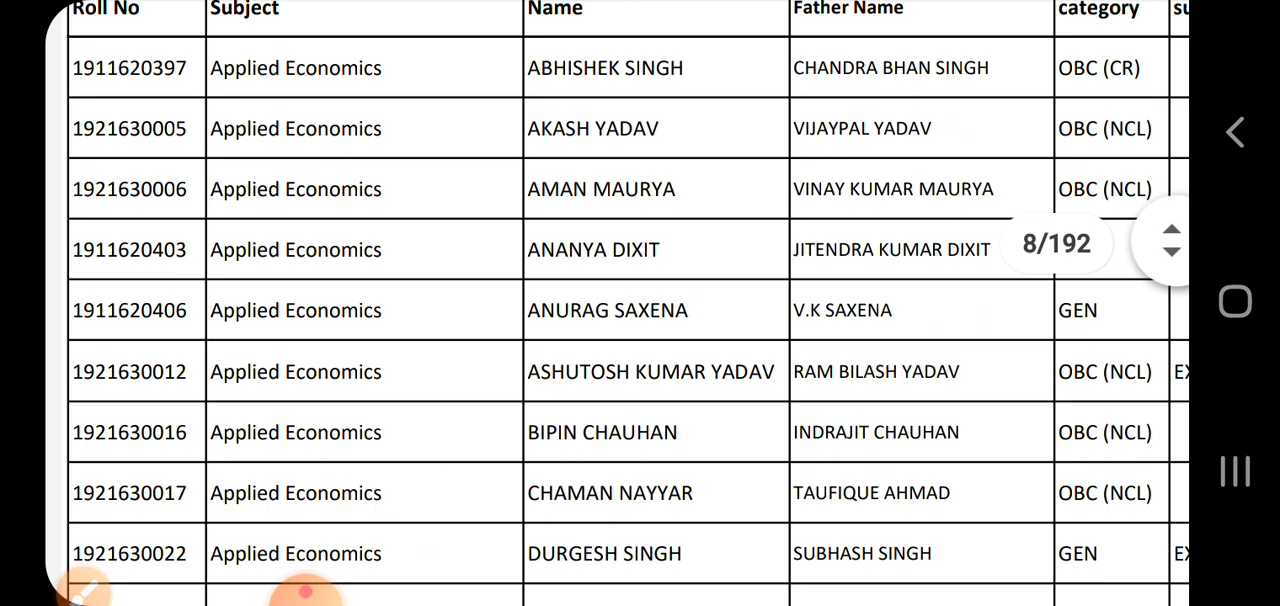 Roll No Subject Name Father Name category su
1911620397 Applied Economics ABHISHEK SINGH CHANDRA BHAN SINGH OBC (CR)
1921630005 Applied Economics AKASH YADAV VIJAYPAL YADAV OBC (NCL)
1921630006 Applied Economics AMAN MAURYA VINAY KUMAR MAURYA OBC (NCL)
1911620403 Applied Economics ANANYA DIXIT JITENDRA KUMAR DIXIT 8/192
1911620406 Applied Economics ANURAG SAXENA V.K SAXENA GEN
1921630012 Applied Economics ASHUTOSH KUMAR YADAV RAM BILASH YADAV OBC (NCL)
1921630016 Applied Economics BIPIN CHAUHAN INDRAJIT CHAUHAN OBC (NCL)
1921630017 Applied Economics CHAMAN NAYYAR TAUFIQUE AHMAD OBC (NCL)
1921630022 Applied Economics DURGESH SINGH SUBHASH SINGH GEN